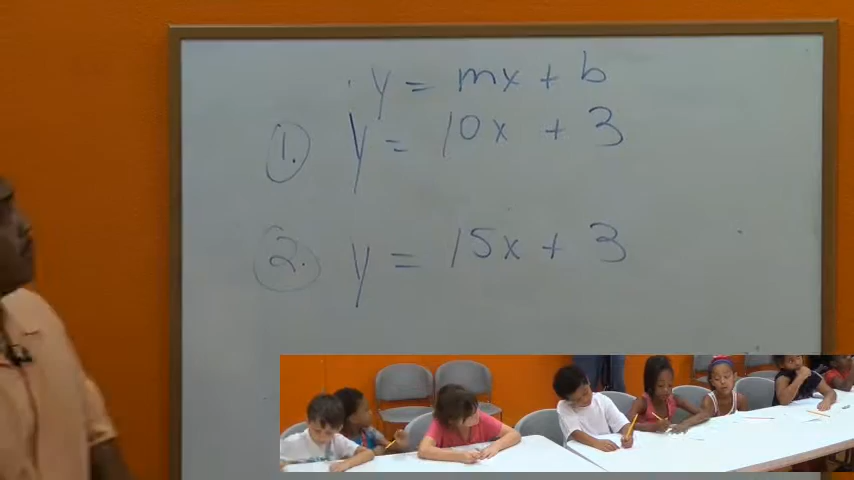 y = mx + b
1. y = 10x + 3
2. y = 15x + 3